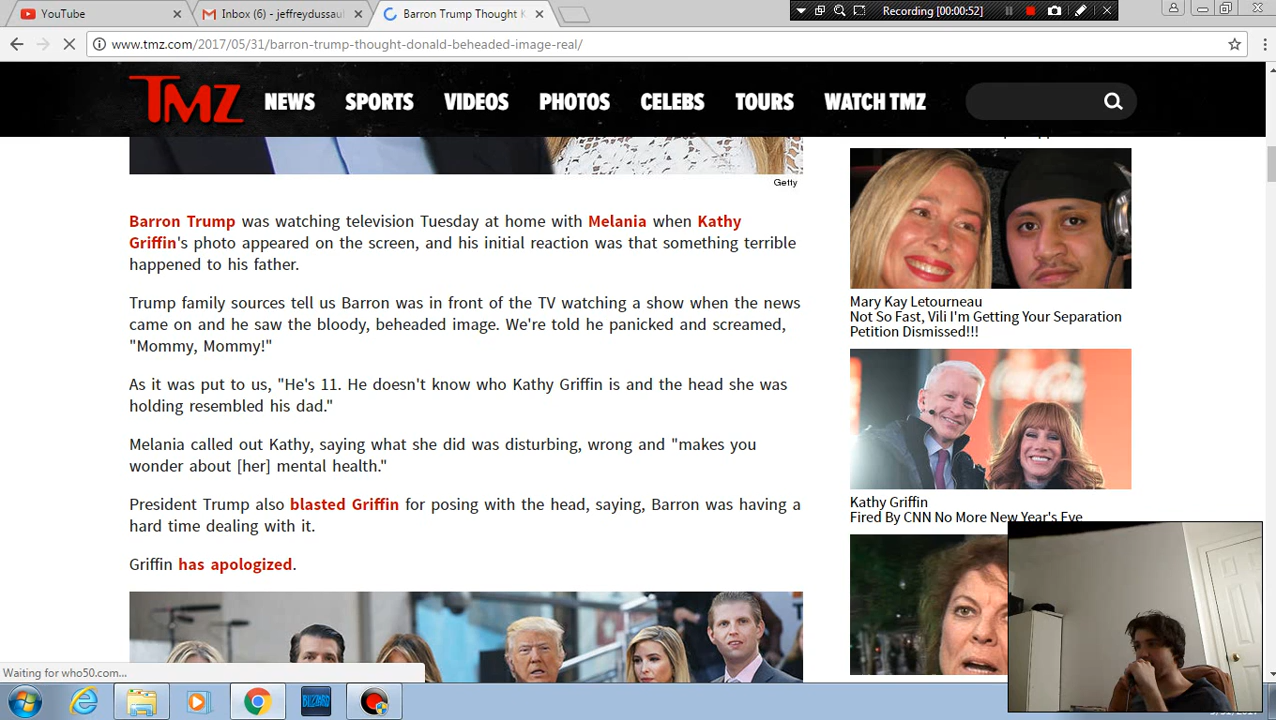 YouTube
Inbox (6) - jeffreydussaul
Barron Trump Thought K
Recording [00:00:52]
www.tmz.com/2017/05/31/barron-trump-thought-donald-beheaded-image-real/
TMZ NEWS SPORTS VIDEOS PHOTOS CELEBS TOURS WATCH TMZ
Getty
Barron Trump was watching television Tuesday at home with Melania when Kathy
Griffin's photo appeared on the screen, and his initial reaction was that something terrible
happened to his father.
Trump family sources tell us Barron was in front of the TV watching a show when the news
came on and he saw the bloody, beheaded image. We're told he panicked and screamed,
"Mommy, Mommy!"
As it was put to us, "He's 11. He doesn't know who Kathy Griffin is and the head she was
holding resembled his dad."
Melania called out Kathy, saying what she did was disturbing, wrong and "makes you
wonder about [her] mental health."
President Trump also blasted Griffin for posing with the head, saying, Barron was having a
hard time dealing with it.
Griffin has apologized.
Mary Kay Letourneau
Not So Fast, Vili I'm Getting Your Separation
Petition Dismissed!!!
Kathy Griffin
Fired By CNN No More New Year's Eve
Waiting for who50.com...
BLIZZARD